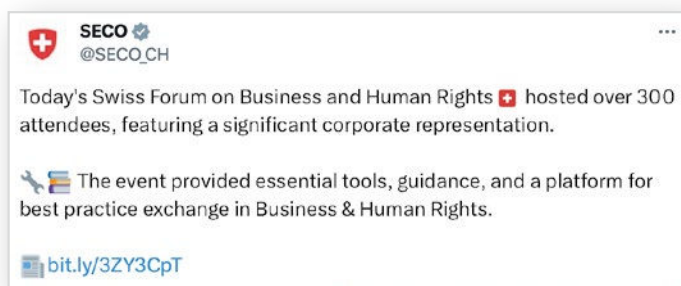 SECO
@SECO_CH
Today's Swiss Forum on Business and Human Rights 🇨🇭 hosted over 300
attendees, featuring a significant corporate representation.
🔧📚 The event provided essential tools, guidance, and a platform for
best practice exchange in Business & Human Rights.
📰bit.ly/3ZY3CpT